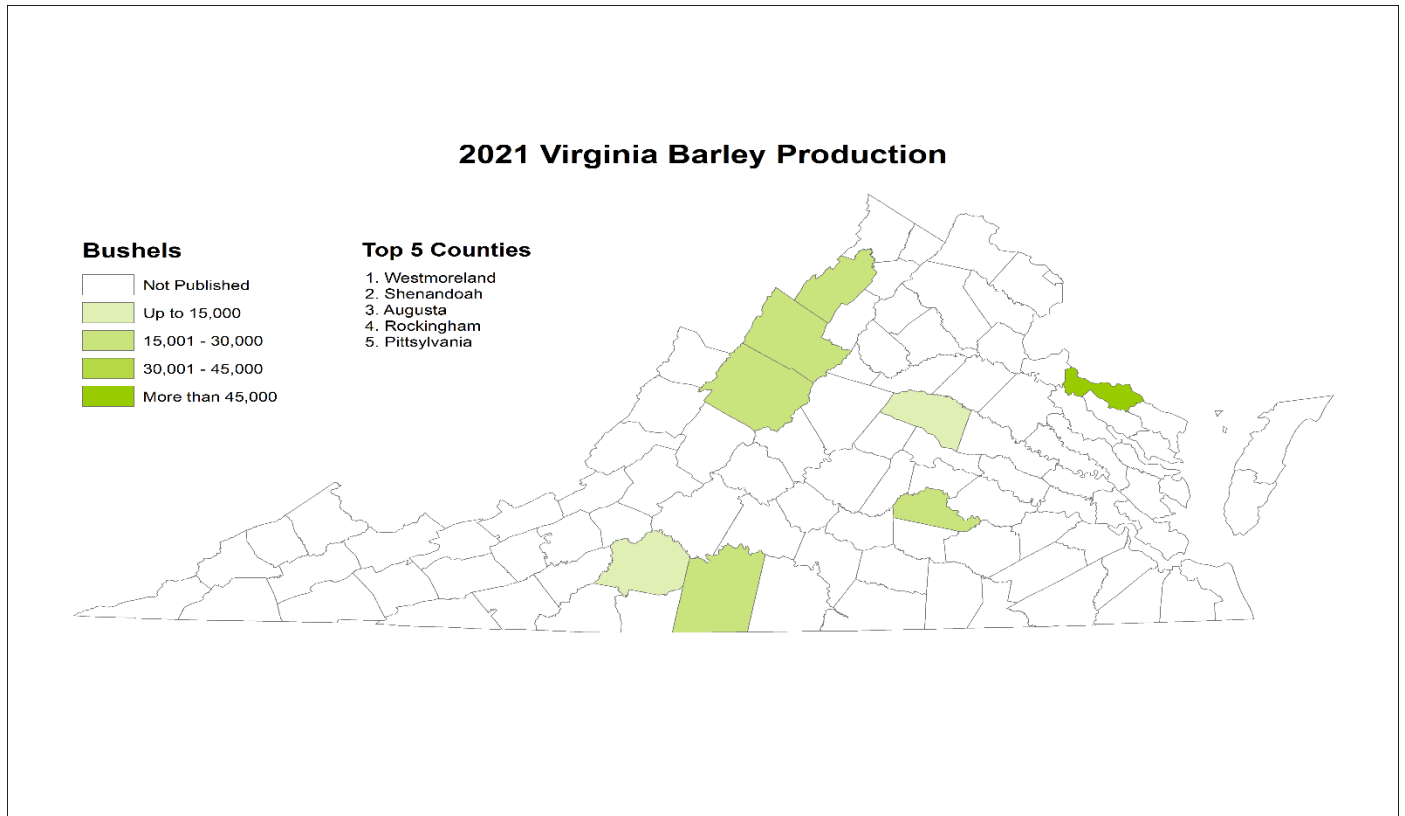 2021 Virginia Barley Production
Bushels
Not Published
Up to 15,000
15,001 - 30,000
30,001 - 45,000
More than 45,000
Top 5 Counties
1. Westmoreland
2. Shenandoah
3. Augusta
4. Rockingham
5. Pittsylvania